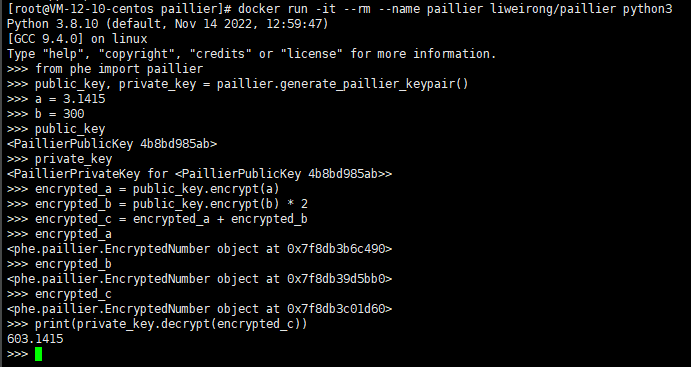 [root@VM-12-10-centos paillier]# docker run -it --rm --name paillier liweirong/paillier python3
Python 3.8.10 (default, Nov 14 2022, 12:59:47)
[GCC 9.4.0] on linux
Type "help", "copyright", "credits" or "license" for more information.
>>> from phe import paillier
>>> public_key, private_key = paillier.generate_paillier_keypair()
>>> a = 3.1415
>>> b = 300
>>> public_key
<PaillierPublicKey 4b8bd985ab>
>>> private_key
<PaillierPrivateKey for <PaillierPublicKey 4b8bd985ab>>
>>> encrypted_a = public_key.encrypt(a)
>>> encrypted_b = public_key.encrypt(b) * 2
>>> encrypted_c = encrypted_a + encrypted_b
>>> encrypted_a
<phe.paillier.EncryptedNumber object at 0x7f8db3b6c490>
>>> encrypted_b
<phe.paillier.EncryptedNumber object at 0x7f8db39d5bb0>
>>> encrypted_c
<phe.paillier.EncryptedNumber object at 0x7f8db3c01d60>
>>> print(private_key.decrypt(encrypted_c))
603.1415
>>>